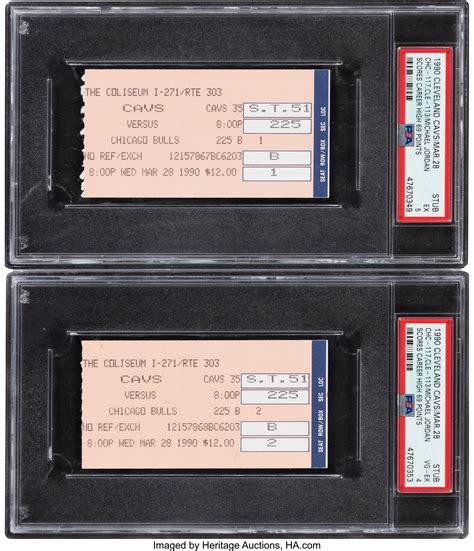 THE COLISEUM I-271/RTE 303
CAVS CAVS 35 S.T.51 LOC
VERSUS 8:00P 225 ROW/BOX
CHICAGO BULLS 225 B 1
NO REF/EXCH 12157867BC6203 B
8:00P WED MAR 28 1990 $12.00 1 SEAT
1990 CLEVELAND CAVS/MAR.28 STUB
CHC-117,CLE-113/MICHAEL JORDAN EX
SCORES CAREER HIGH 69 POINTS 5
PSA 47670349
THE COLISEUM I-271/RTE 303
CAVS CAVS 35 S.T.51 LOC
VERSUS 8:00P 225 ROW/BOX
CHICAGO BULLS 225 B 2
NO REF/EXCH 12157868BC6203 B
8:00P WED MAR 28 1990 $12.00 2 SEAT
1990 CLEVELAND CAVS/MAR.28 STUB
CHC-117,CLE-113/MICHAEL JORDAN VG-EX
SCORES CAREER HIGH 69 POINTS 4
PSA 47670353
Imaged by Heritage Auctions, HA.com